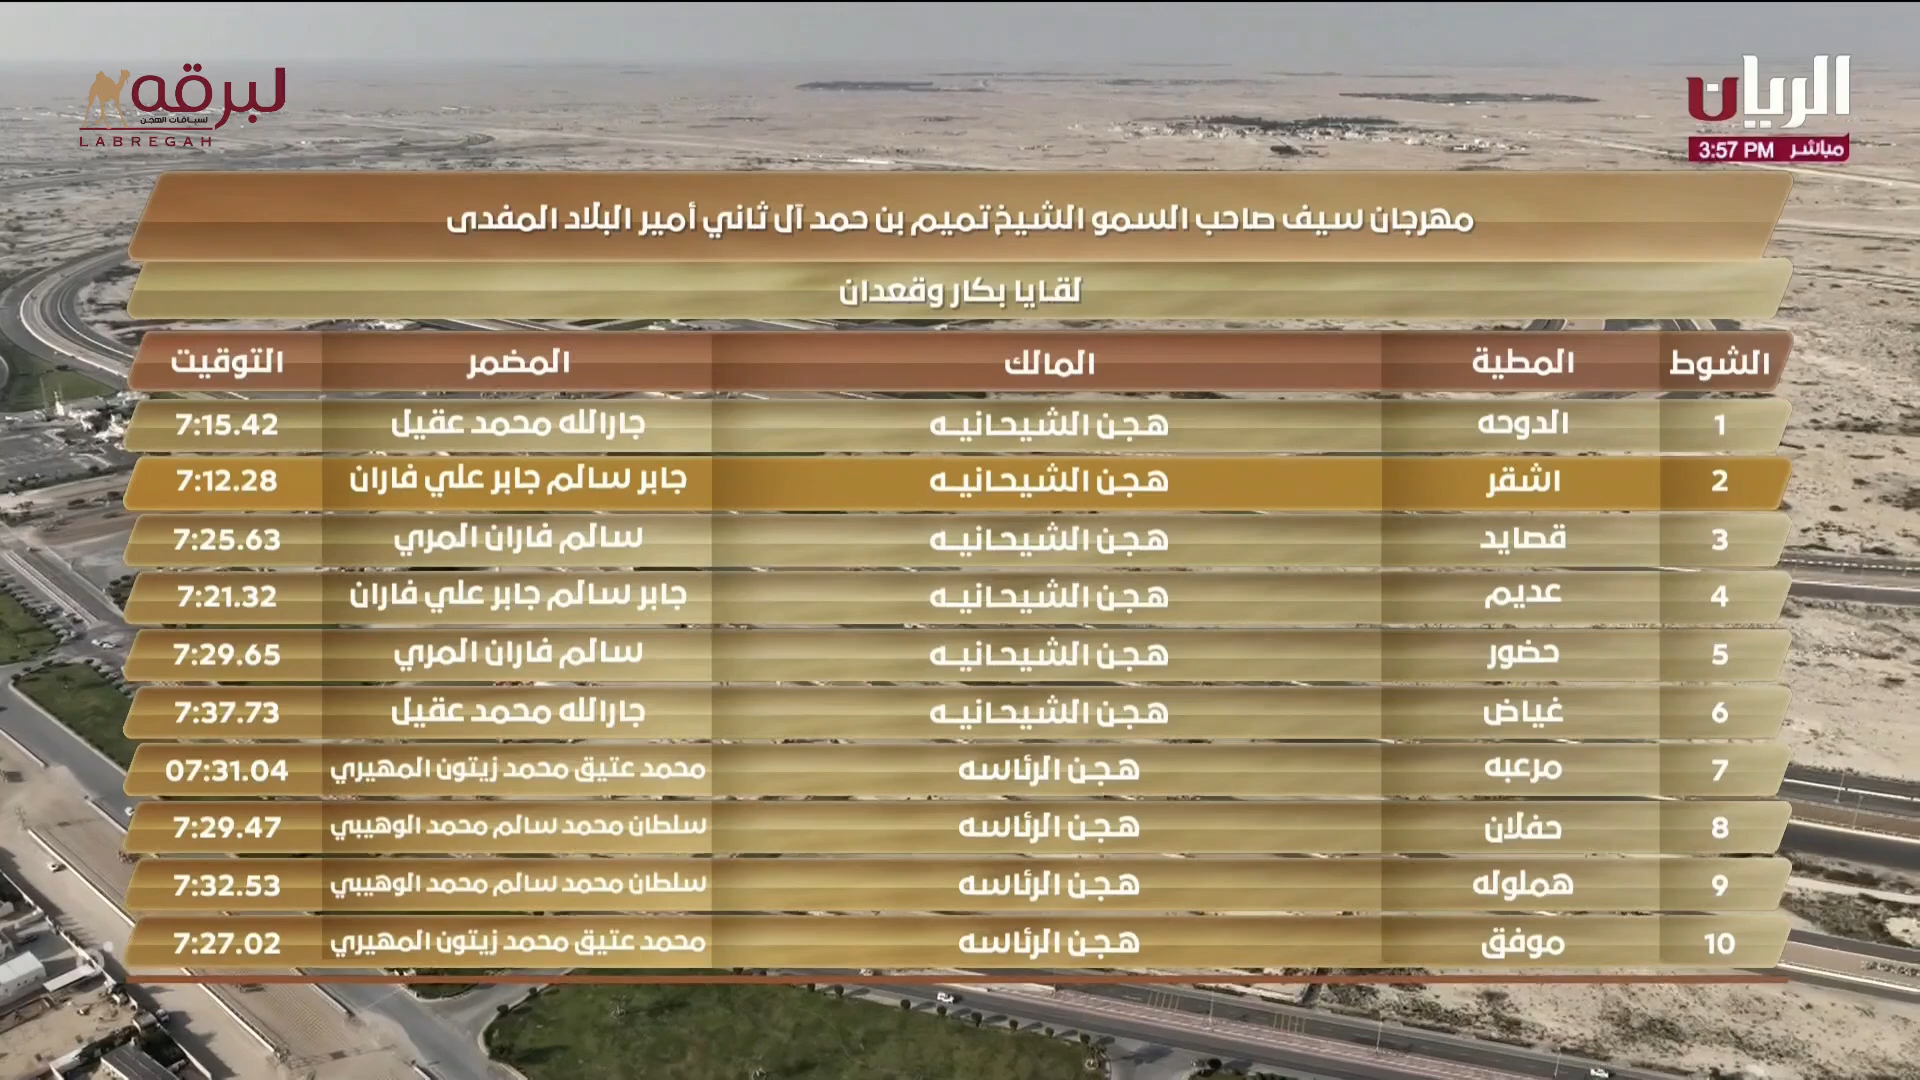 لبرقه
لسباقات الهجن
LABREGAH
الريان
مباشر 3:57 PM
مهرجان سيف صاحب السمو الشيخ تميم بن حمد آل ثاني أمير البلاد المفدى
لقايا بكار وقعدان
الشوط المطية المالك المضمر التوقيت
1 الدوحه هجن الشيحانيه جارالله محمد عقيل 7:15.42
2 اشقر هجن الشيحانيه جابر سالم جابر علي فاران 7:12.28
3 قصايد هجن الشيحانيه سالم فاران المري 7:25.63
4 عديم هجن الشيحانيه جابر سالم جابر علي فاران 7:21.32
5 حضور هجن الشيحانيه سالم فاران المري 7:29.65
6 غياض هجن الشيحانيه جارالله محمد عقيل 7:37.73
7 مرعبه هجن الرئاسه محمد عتيق محمد زيتون المهيري 07:31.04
8 حفلان هجن الرئاسه سلطان محمد سالم محمد الوهيبي 7:29.47
9 هملوله هجن الرئاسه سلطان محمد سالم محمد الوهيبي 7:32.53
10 موفق هجن الرئاسه محمد عتيق محمد زيتون المهيري 7:27.02